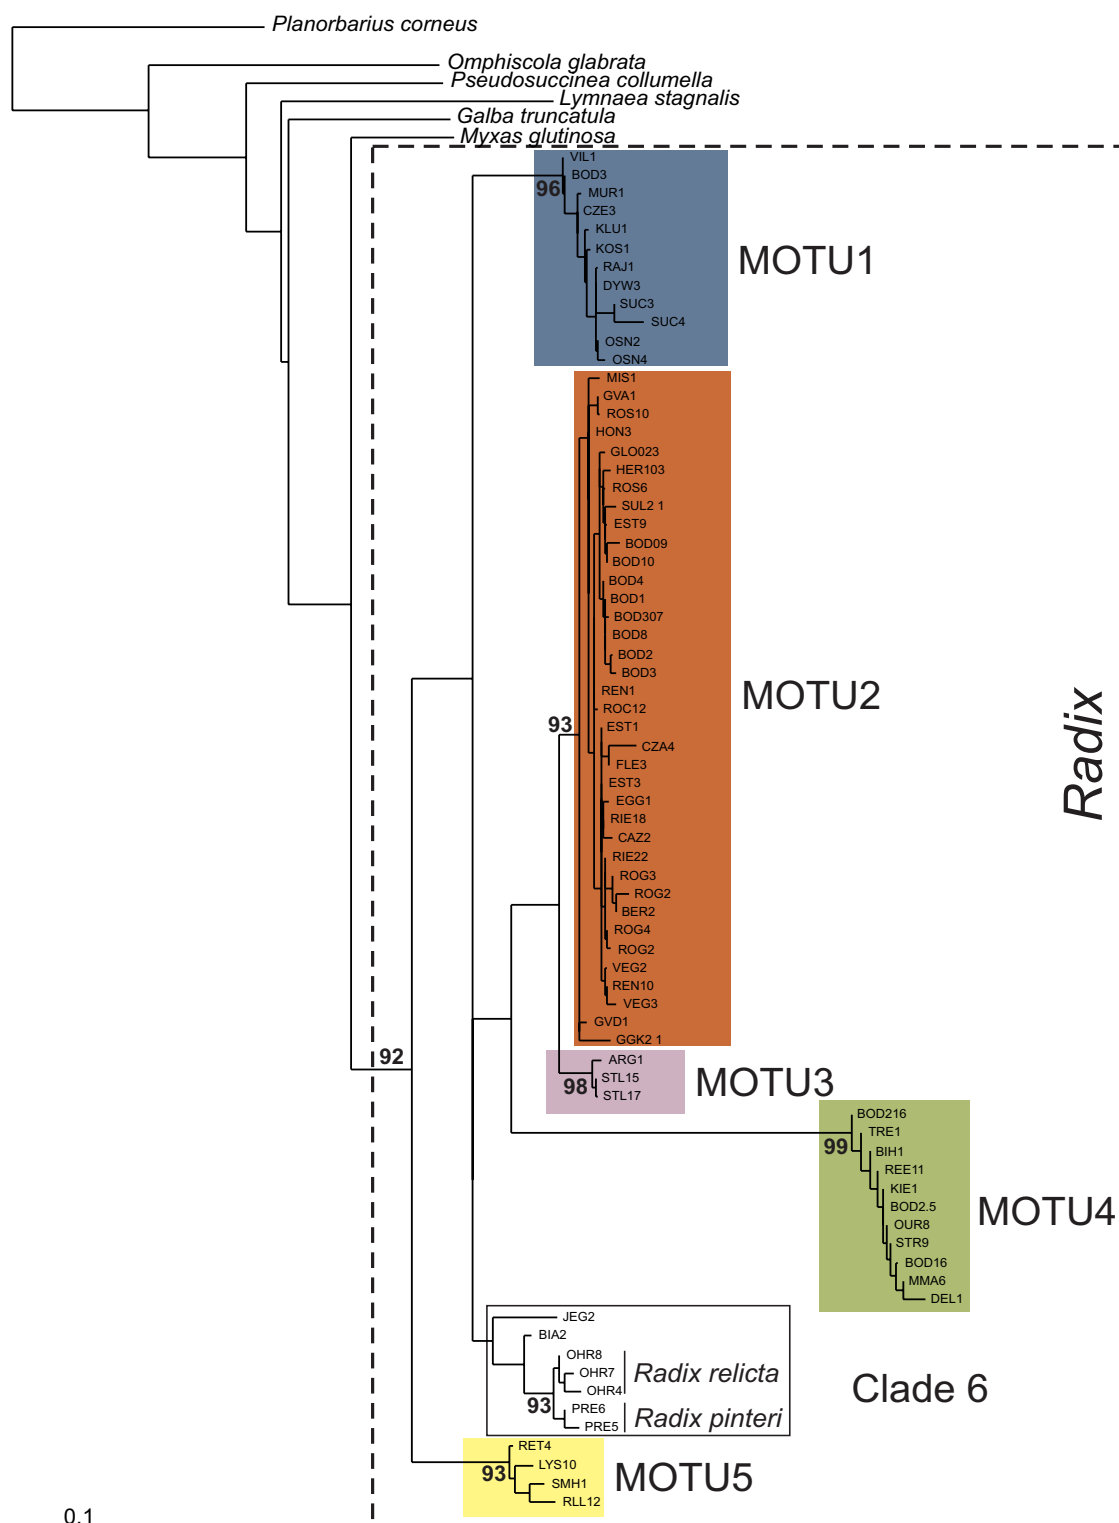 Planorbarius corneus
Omphiscola glabrata
Pseudosuccinea collumella
Lymnaea stagnalis
Galba truncatula
Myxas glutinosa
VIL1
BOD3
96
MUR1
CZE3
KLU1
KOS1
MOTU1
RAJ1
DYW3
SUC3
SUC4
OSN2
OSN4
MIS1
GVA1
ROS10
HON3
GLO023
HER103
ROS6
SUL2 1
EST9
BOD09
BOD10
BOD4
BOD1
BOD307
BOD8
BOD2
BOD3
REN1
MOTU2
ROC12
93
EST1
CZA4
FLE3
Radix
EST3
EGG1
RIE18
CAZ2
RIE22
ROG3
ROG2
BER2
ROG4
ROG2
VEG2
REN10
VEG3
GVD1
GGK2 1
92
ARG1
STL15
MOTU3
98
STL17
BOD216
TRE1
99
BIH1
REE11
KIE1
BOD2.5
MOTU4
OUR8
STR9
BOD16
MMA6
DEL1
JEG2
BIA2
OHR8
OHR7
Radix relicta
OHR4
Clade 6
93
PRE6
Radix pinteri
PRE5
RET4
LYS10
93
MOTU5
SMH1
RLL12
0.1